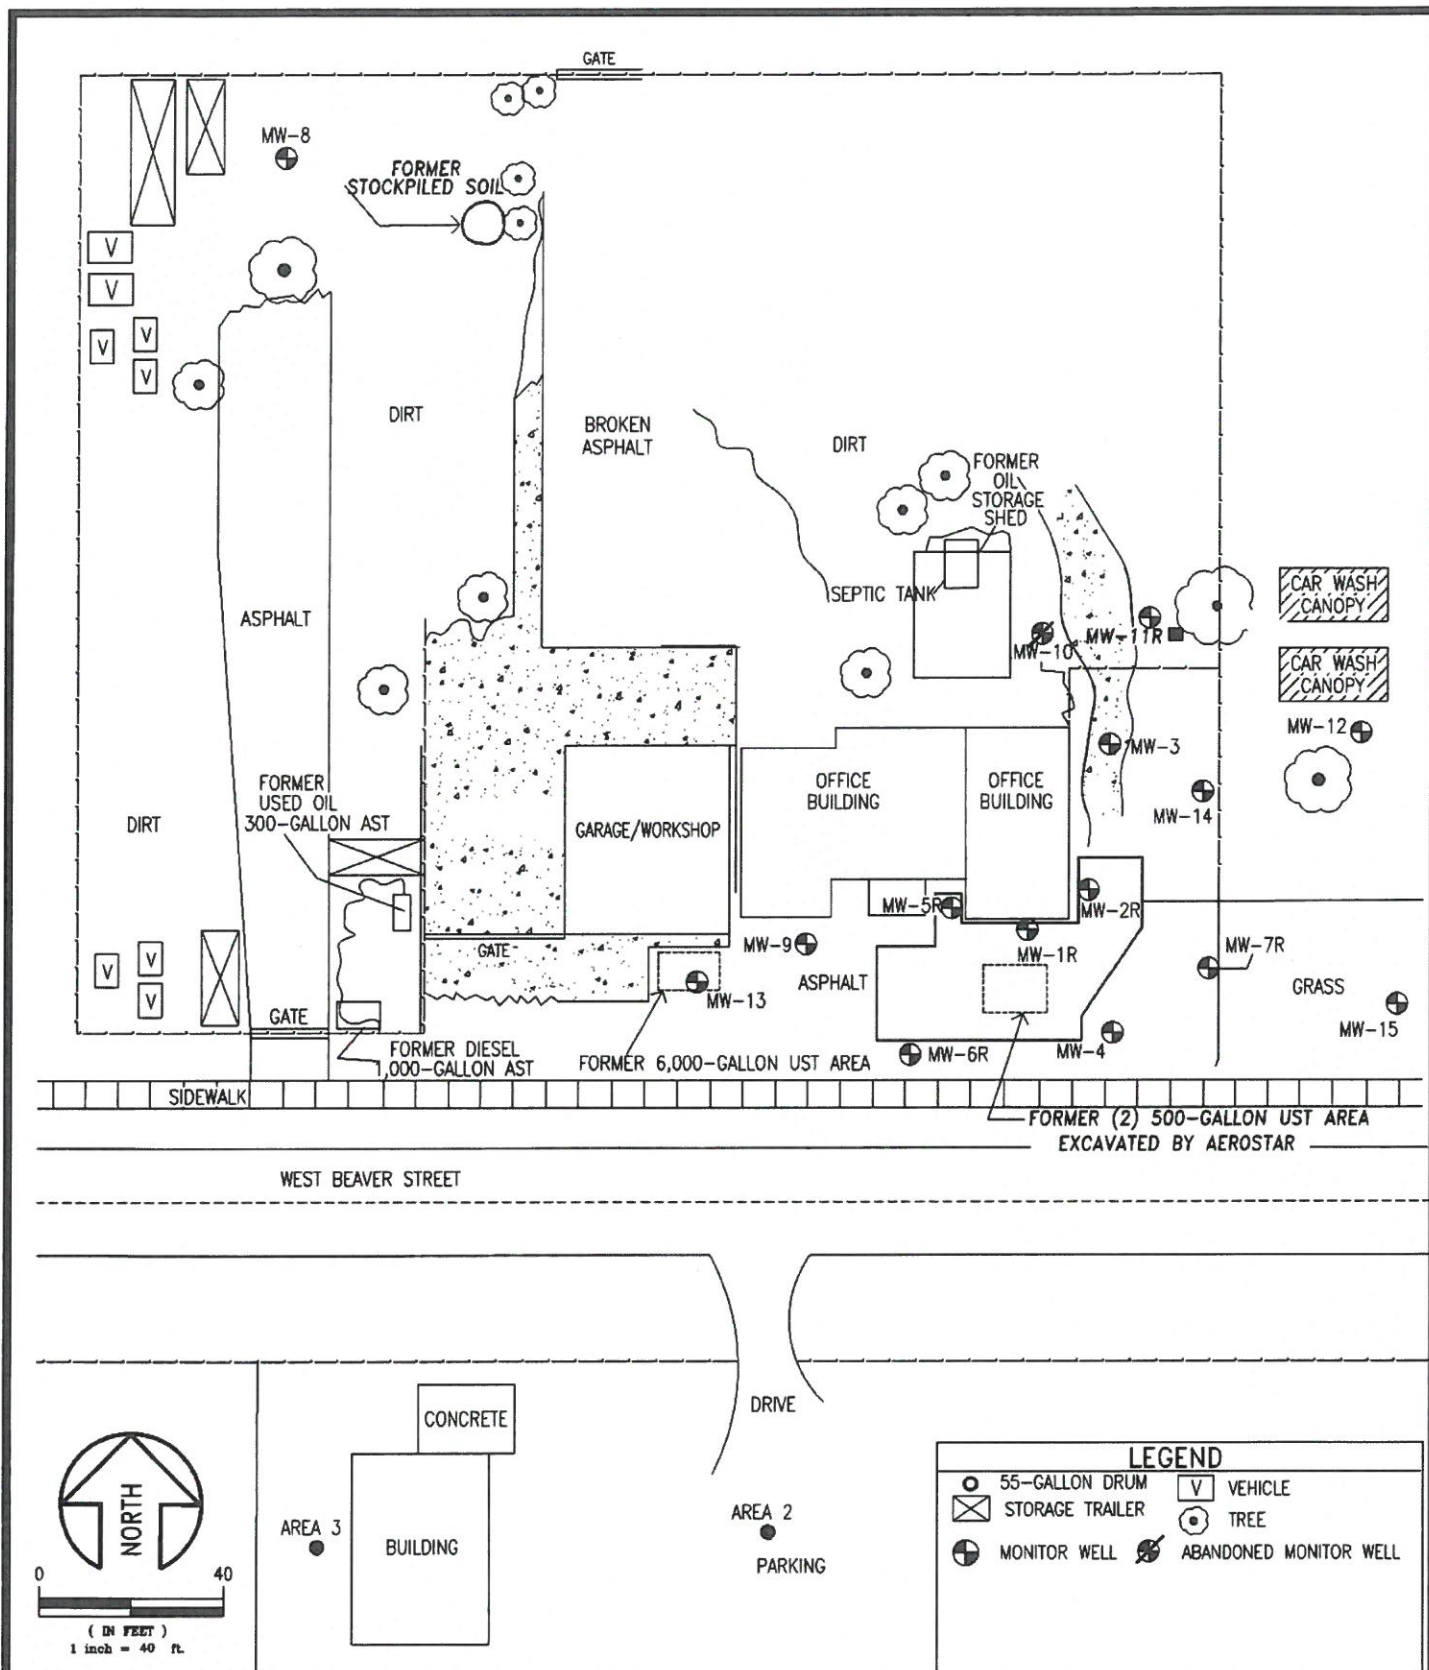 GATE
MW-8
FORMER
STOCKPILED SOIL
V
V
V
V
V
DIRT
BROKEN
ASPHALT
DIRT
FORMER
OIL
STORAGE
SHED
SEPTIC TANK
CAR WASH
CANOPY
ASPHALT
MW-10
MW-11R
CAR WASH
CANOPY
MW-12
MW-3
FORMER
USED OIL
300-GALLON AST
OFFICE
BUILDING
OFFICE
BUILDING
MW-14
DIRT
GARAGE/WORKSHOP
MW-5R
MW-2R
MW-9
GATE
MW-1R
MW-7R
V
V
V
ASPHALT
GRASS
MW-13
MW-15
GATE
FORMER DIESEL
1,000-GALLON AST
FORMER 6,000-GALLON UST AREA
MW-6R
MW-4
SIDEWALK
FORMER (2) 500-GALLON UST AREA
EXCAVATED BY AEROSTAR
WEST BEAVER STREET
DRIVE
CONCRETE
NORTH
AREA 3
BUILDING
AREA 2
PARKING
0 40
( IN FEET )
1 inch = 40 ft.
LEGEND
55-GALLON DRUM
V VEHICLE
STORAGE TRAILER
TREE
MONITOR WELL
ABANDONED MONITOR WELL